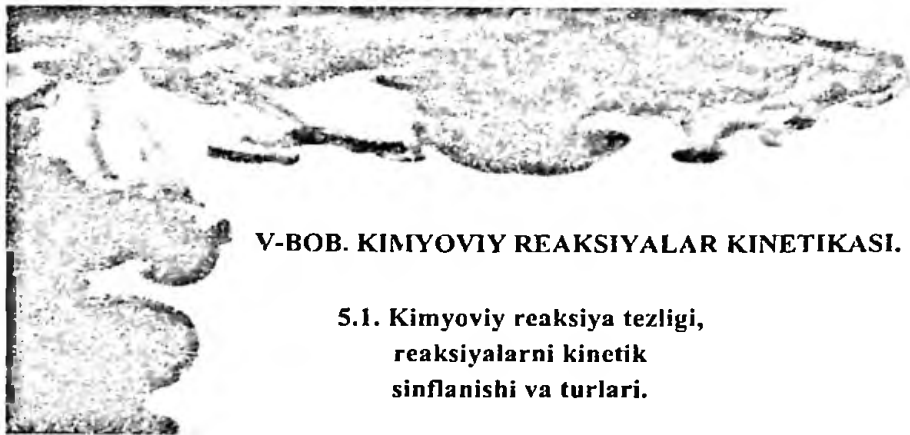 V-BOB. KIMYOVIY REAKSIYALAR KINETIKASI.
5.1. Kimyoviy reaksiya tezligi,
reaksiyalarni kinetik
sinflanishi va turlari.